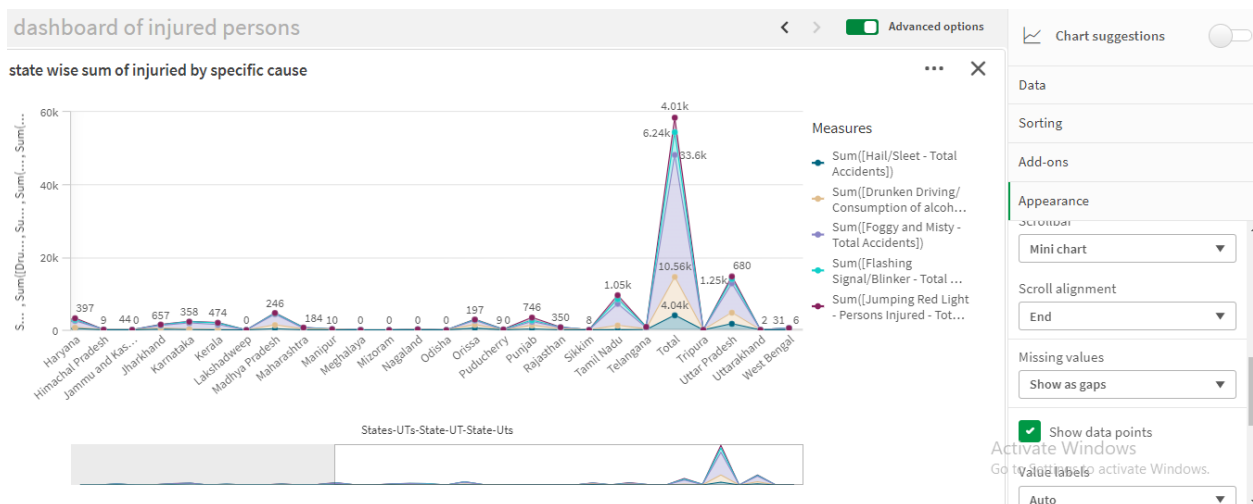 dashboard of injured persons
Advanced options
state wise sum of injuried by specific cause
60k
40k
20k
0
S... , Sum([Dru..., Su... , Sum(..., Sum(...
397
9
44
0
657
358
474
0
246
184
10
0
0
0
0
197
9
0
746
350
8
1.05k
4.01k
6.24k
33.6k
10.56k
4.04k
1.25k
680
2
31
6
Haryana
Himachal Pradesh
Jammu and Kas...
Jharkhand
Karnataka
Kerala
Lakshadweep
Madhya Pradesh
Maharashtra
Manipur
Meghalaya
Mizoram
Nagaland
Odisha
Orissa
Puducherry
Punjab
Rajasthan
Sikkim
Tamil Nadu
Telangana
Total
Tripura
Uttar Pradesh
Uttarakhand
West Bengal
States-UTs-State-UT-State-Uts
Measures
Sum([Hail/Sleet - Total
Accidents])
Sum([Drunken Driving/
Consumption of alcoh...
Sum([Foggy and Misty -
Total Accidents])
Sum([Flashing
Signal/Blinker - Total ...
Sum([Jumping Red Light
- Persons Injured - Tot...
Chart suggestions
Data
Sorting
Add-ons
Appearance
Scrollbar
Mini chart
Scroll alignment
End
Missing values
Show as gaps
Show data points
Activate Windows
Go to Settings to activate Windows.
Value labels
Auto